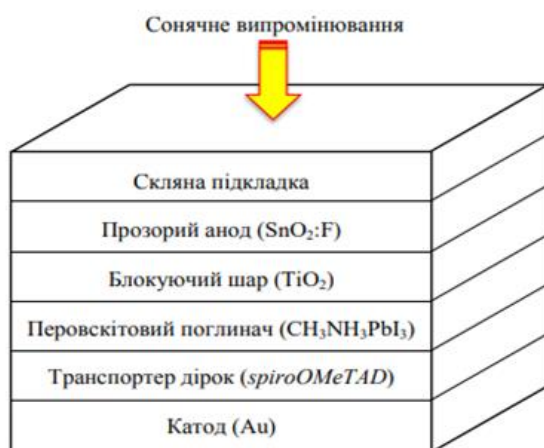 Сонячне випромінювання
Скляна підкладка
Прозорий анод (SnO₂:F)
Блокуючий шар (TiO₂)
Перовскітовий поглинач (CH₃NH₃PbI₃)
Транспортер дірок (spiroOMeTAD)
Катод (Au)